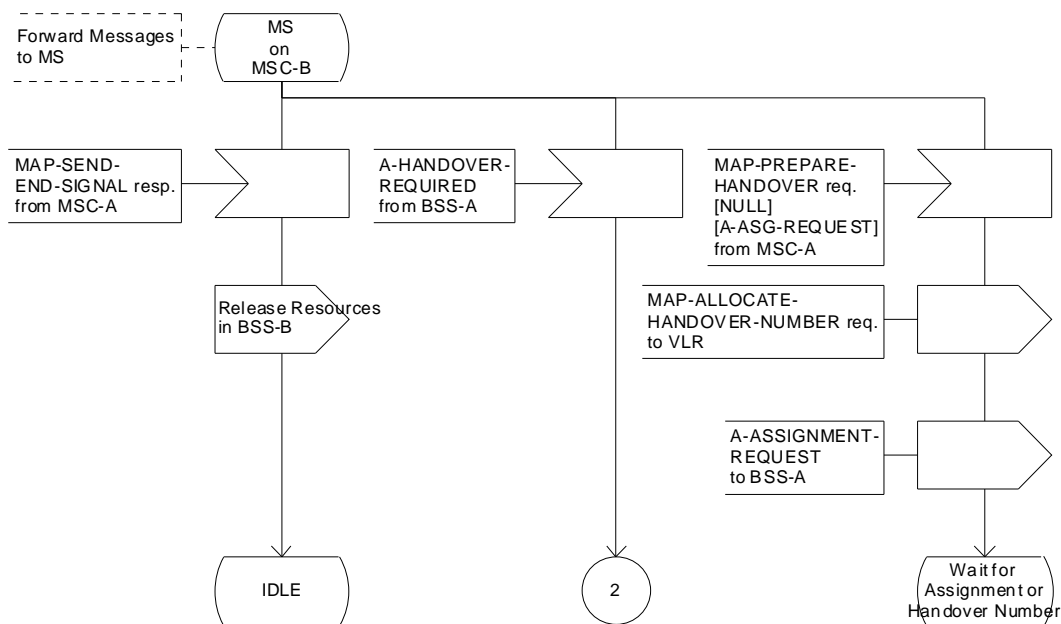 Forward Messages
to MS
MS
on
MSC-B
MAP-SEND-
END-SIGNAL resp.
from MSC-A
A-HANDOVER-
REQUIRED
from BSS-A
MAP-PREPARE-
HANDOVER req.
[NULL]
[A-ASG-REQUEST]
from MSC-A
Release Resources
in BSS-B
MAP-ALLOCATE-
HANDOVER-NUMBER req.
to VLR
A-ASSIGNMENT-
REQUEST
to BSS-A
IDLE
2
Wait for
Assignment or
Handover Number